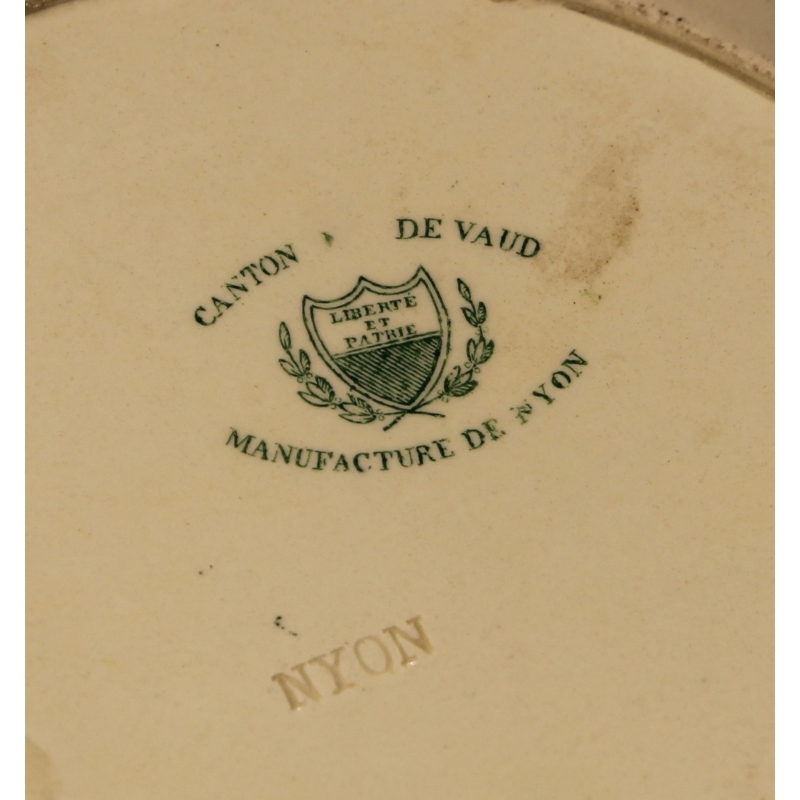 CANTON DE VAUD
LIBERTÉ
ET
PATRIE
MANUFACTURE DE NYON
NYON